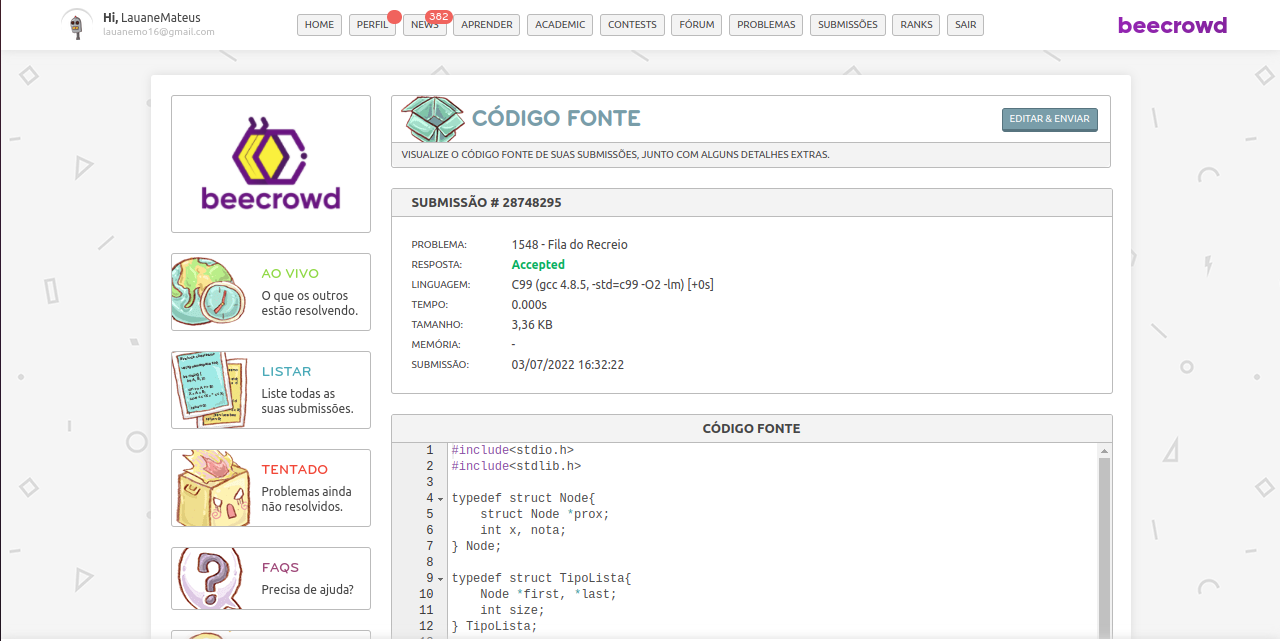 Hi, LauaneMateus
lauanemo16@gmail.com
HOME
PERFIL
NEWS
382
APRENDER
ACADEMIC
CONTESTS
FÓRUM
PROBLEMAS
SUBMISSÕES
RANKS
SAIR
beecrowd
beecrowd
AO VIVO
O que os outros
estão resolvendo.
LISTAR
Liste todas as
suas submissões.
TENTADO
Problemas ainda
não resolvidos.
FAQS
Precisa de ajuda?
CÓDIGO FONTE
EDITAR & ENVIAR
VISUALIZE O CÓDIGO FONTE DE SUAS SUBMISSÕES, JUNTO COM ALGUNS DETALHES EXTRAS.
SUBMISSÃO # 28748295
PROBLEMA: 1548 - Fila do Recreio
RESPOSTA: Accepted
LINGUAGEM: C99 (gcc 4.8.5, -std=c99 -O2 -lm) [+0s]
TEMPO: 0.000s
TAMANHO: 3,36 KB
MEMÓRIA: -
SUBMISSÃO: 03/07/2022 16:32:22
CÓDIGO FONTE
1 #include<stdio.h>
2 #include<stdlib.h>
3
4 typedef struct Node{
5 struct Node *prox;
6 int x, nota;
7 } Node;
8
9 typedef struct TipoLista{
10 Node *first, *last;
11 int size;
12 } TipoLista;